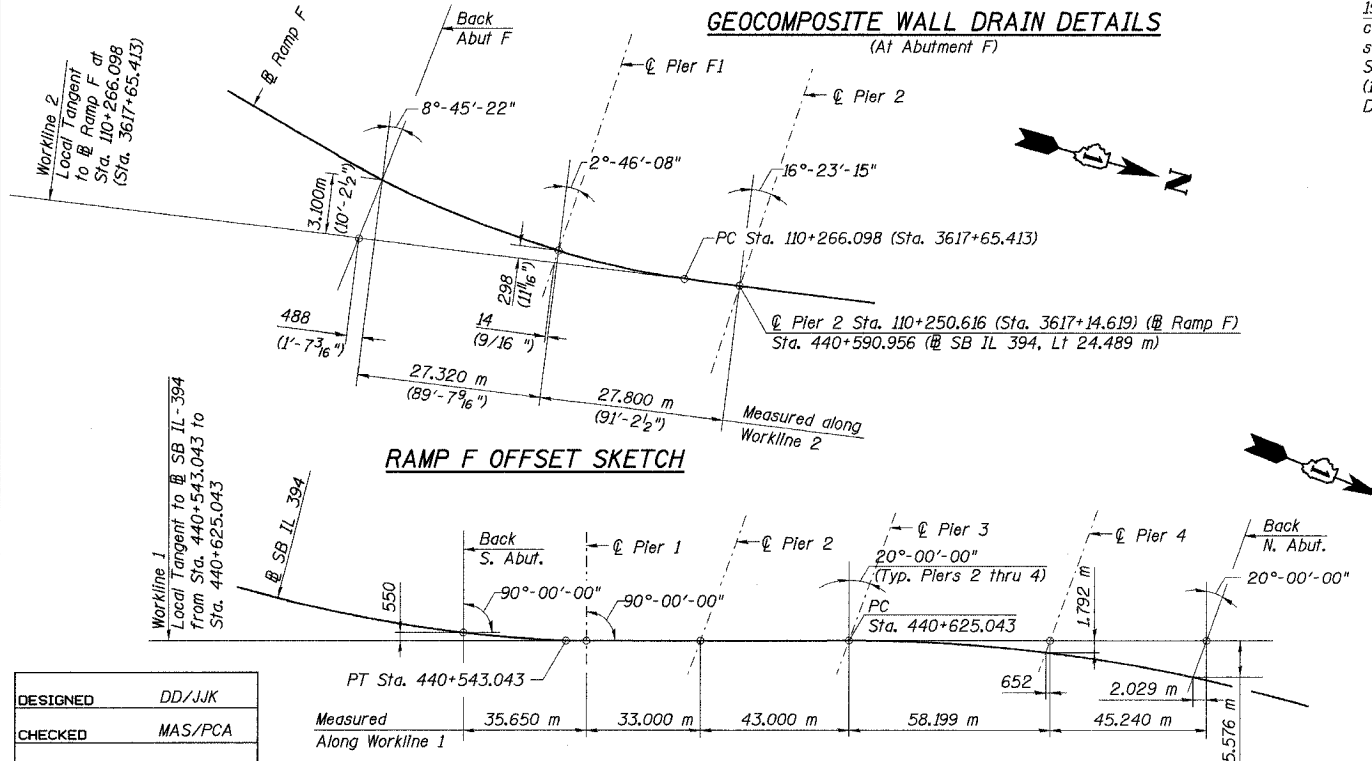 GEOCOMPOSITE WALL DRAIN DETAILS
(At Abutment F)
Workline 2
Local Tangent
to ℄ Ramp F at
Sta. 110+266.098
(Sta. 3617+65.413)
Ramp F
Back
Abut F
℄ Pier F1
℄ Pier 2
8°-45'-22"
2°-46'-08"
16°-23'-15"
N
3.100m
(10'-2½")
298
(11 11/16")
PC Sta. 110+266.098 (Sta. 3617+65.413)
488
(1'-7 3/16")
14
(9/16 ")
℄ Pier 2 Sta. 110+250.616 (Sta. 3617+14.619) (B Ramp F)
Sta. 440+590.956 (B SB IL 394, Lt 24.489 m)
27.320 m
(89'-7 9/16")
27.800 m
(91'-2½")
Measured along
Workline 2
RAMP F OFFSET SKETCH
Workline 1
Local Tangent to B SB IL-394
from Sta. 440+543.043 to
Sta. 440+625.043
B SB IL 394
Back
S. Abut.
℄ Pier 1
℄ Pier 2
℄ Pier 3
℄ Pier 4
Back
N. Abut.
20°-00'-00"
(Typ. Piers 2 thru 4)
20°-00'-00"
550
90°-00'-00"
90°-00'-00"
PC
Sta. 440+625.043
1.792 m
PT Sta. 440+543.043
652
2.029 m
5.576 m
Measured
Along Workline 1
35.650 m
33.000 m
43.000 m
58.199 m
45.240 m
DESIGNED DD/JJK
CHECKED MAS/PCA